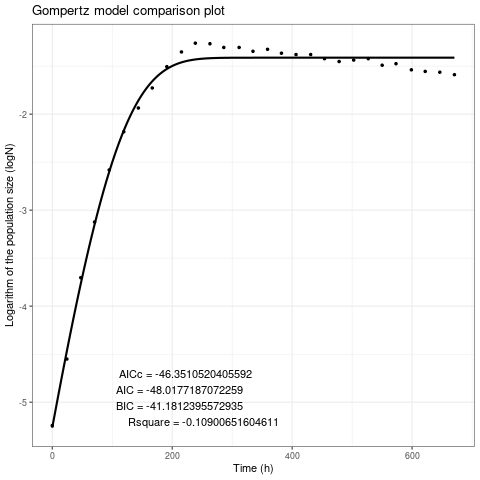 Gompertz model comparison plot
Logarithm of the population size (logN)
-2
-3
-4
-5
AICc = -46.3510520405592
AIC = -48.0177187072259
BIC = -41.1812395572935
Rsquare = -0.10900651604611
0
200
400
600
Time (h)